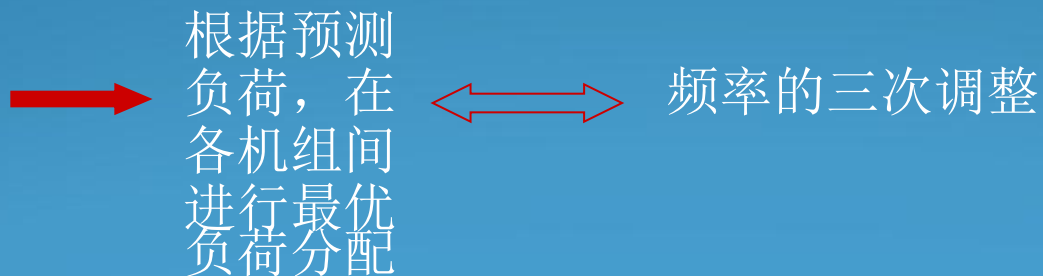 根据预测
负荷，在
各机组间
进行最优
负荷分配
频率的三次调整